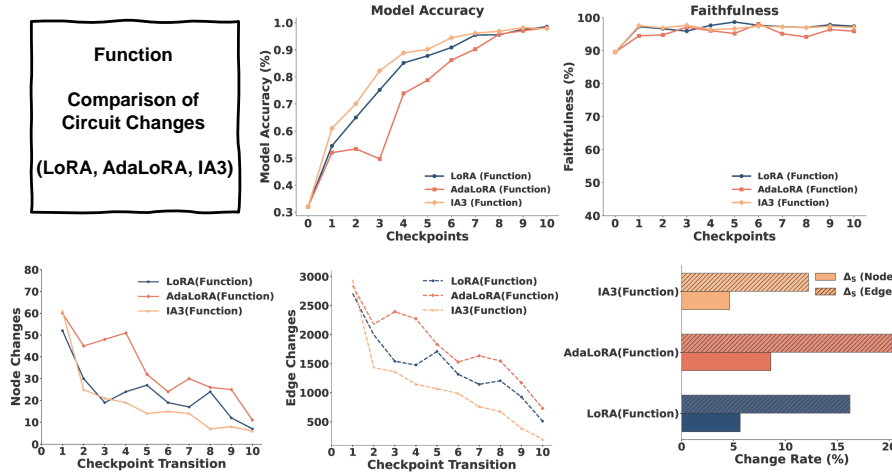 Function
Comparison of
Circuit Changes
(LoRA, AdaLoRA, IA3)
Model Accuracy
Model Accuracy (%)
1.0
0.9
0.8
0.7
0.6
0.5
0.4
0.3
LoRA (Function)
AdaLoRA (Function)
IA3 (Function)
0 1 2 3 4 5 6 7 8 9 10
Checkpoints
Faithfulness
Faithfulness (%)
100
90
80
70
60
50
40
LoRA (Function)
AdaLoRA (Function)
IA3 (Function)
0 1 2 3 4 5 6 7 8 9 10
Checkpoints
Node Changes
80
70
60
50
40
30
20
10
0
LoRA(Function)
AdaLoRA(Function)
IA3(Function)
0 1 2 3 4 5 6 7 8 9 10
Checkpoint Transition
Edge Changes
3000
2500
2000
1500
1000
500
LoRA(Function)
AdaLoRA(Function)
IA3(Function)
0 1 2 3 4 5 6 7 8 9 10
Checkpoint Transition
IA3(Function)
AdaLoRA(Function)
LoRA(Function)
Δs (Node
Δs (Edge
0 5 10 15 20
Change Rate (%)